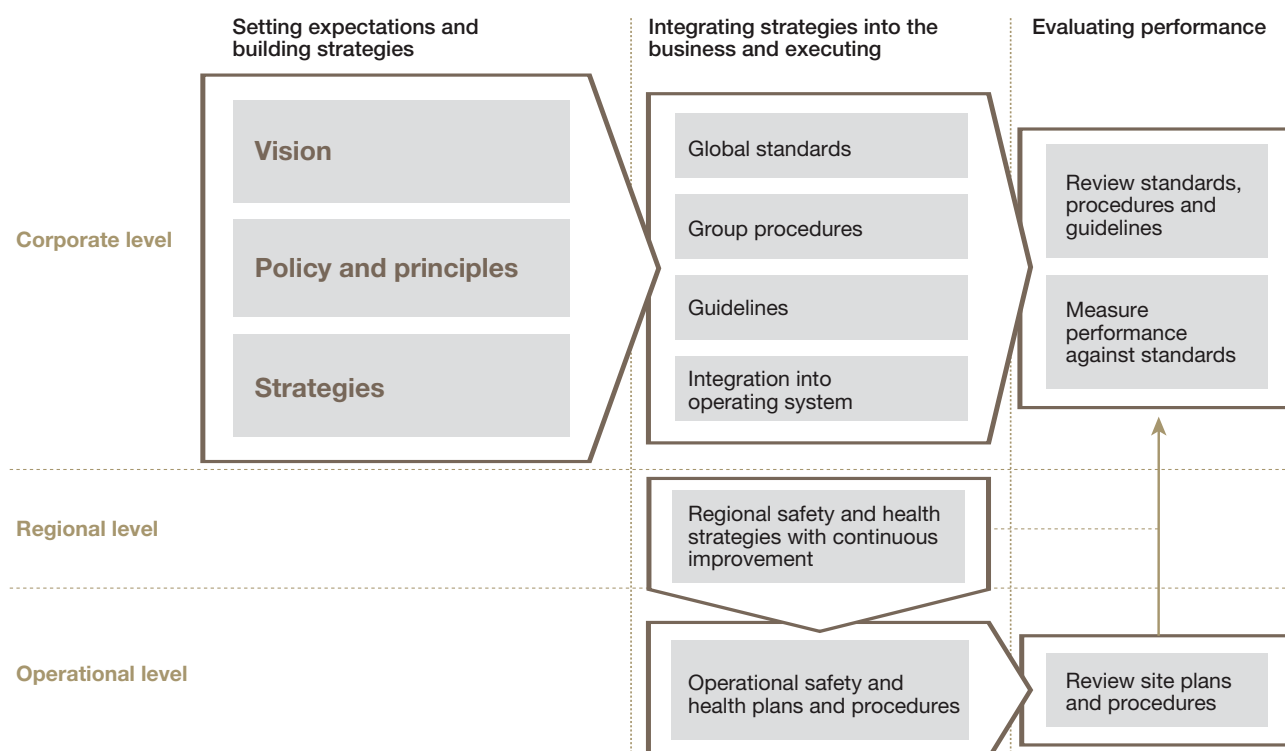 Setting expectations and
building strategies
Integrating strategies into the
business and executing
Evaluating performance
Corporate level
Vision
Policy and principles
Strategies
Global standards
Group procedures
Guidelines
Integration into
operating system
Review standards,
procedures and
guidelines
Measure
performance
against standards
Regional level
Regional safety and health
strategies with continuous
improvement
Operational level
Operational safety and
health plans and procedures
Review site plans
and procedures